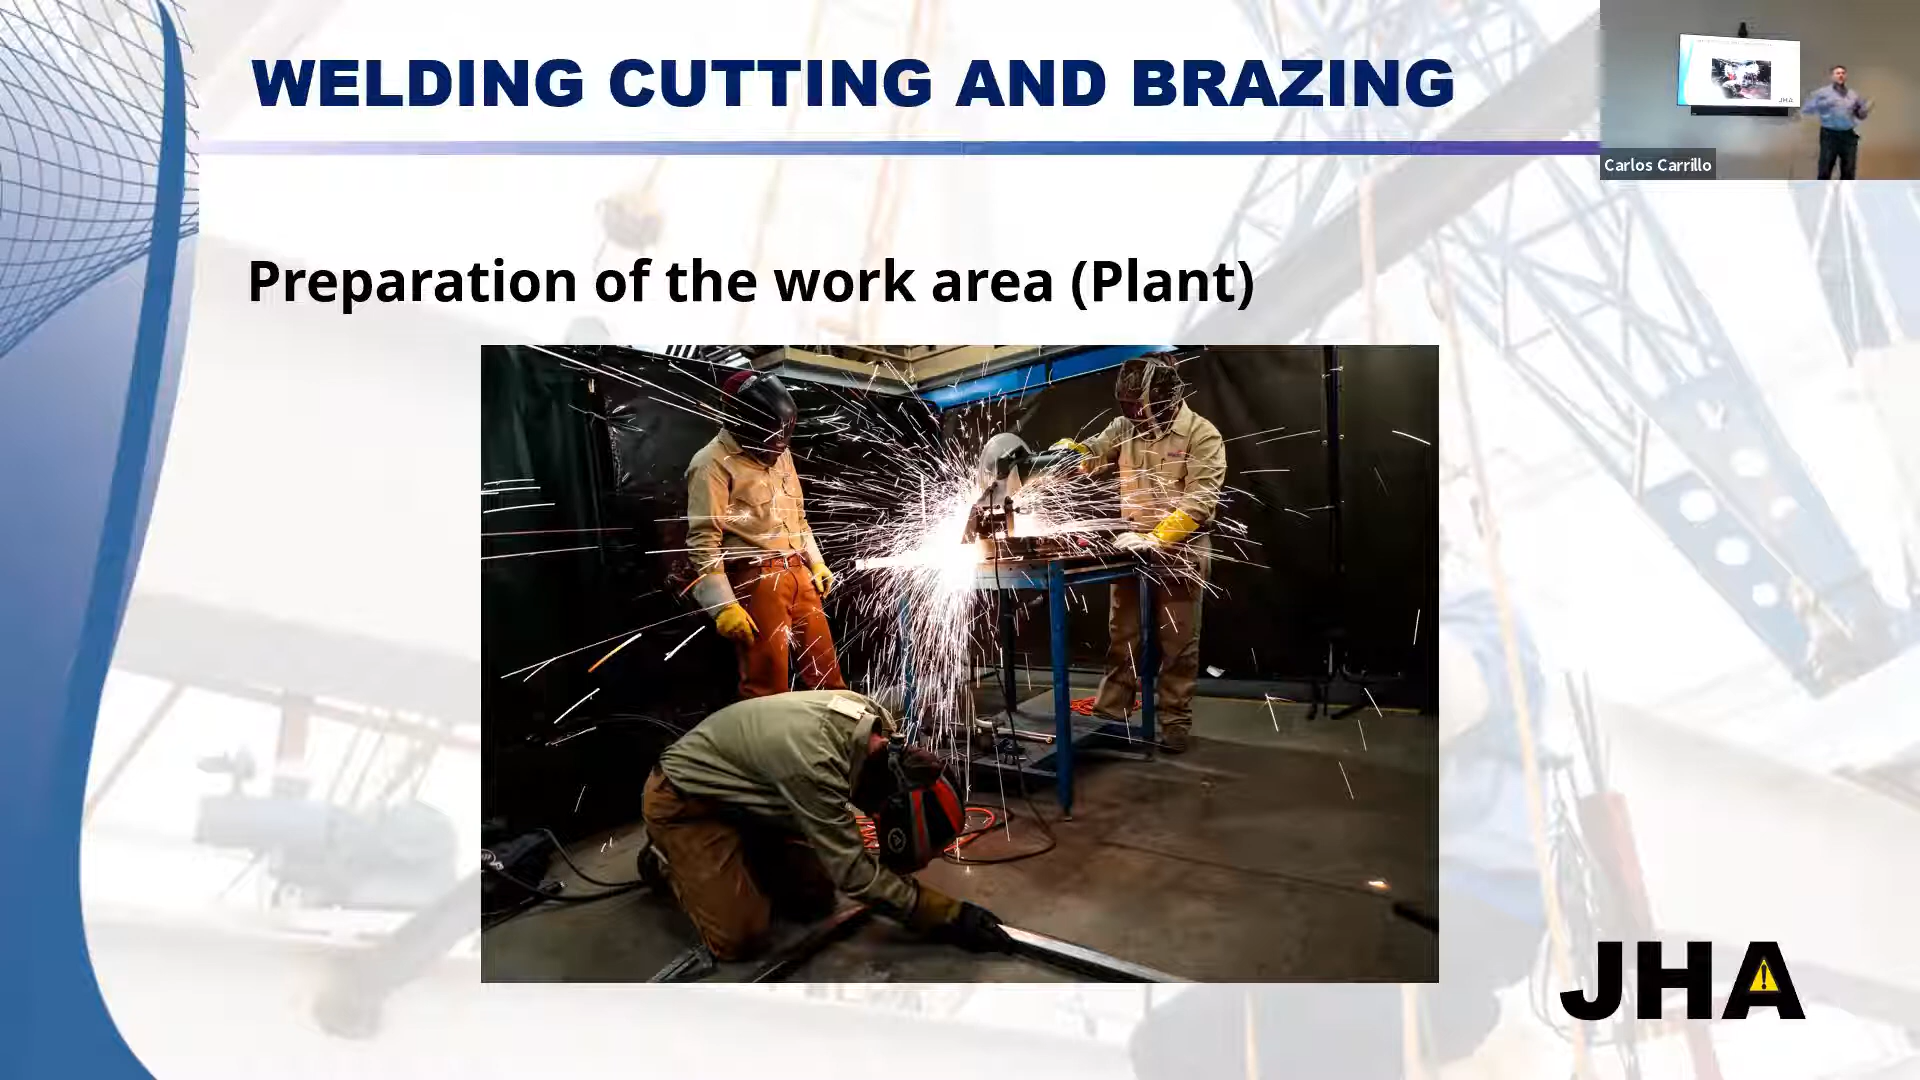 WELDING CUTTING AND BRAZING
Carlos Carrillo
Preparation of the work area (Plant)
JHA